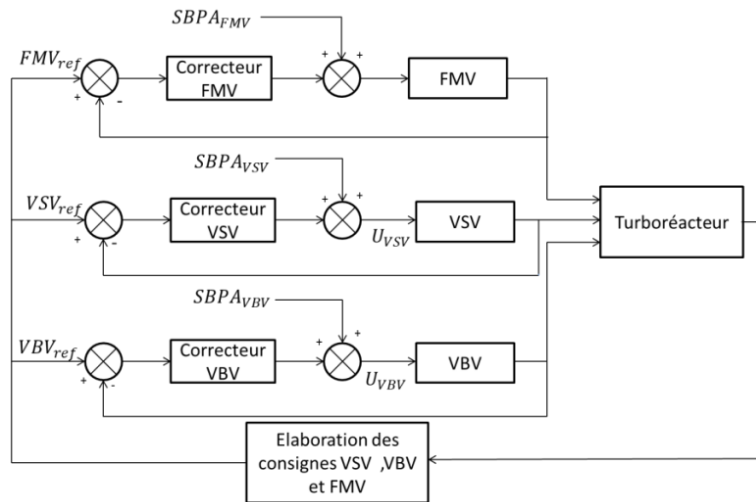 SBPA_FMV
FMV_ref
+
-
Correcteur
FMV
+
+
FMV
SBPA_VSV
VSV_ref
+
-
Correcteur
VSV
+
+
U_VSV
VSV
Turboréacteur
SBPA_VBV
VBV_ref
+
-
Correcteur
VBV
+
+
U_VBV
VBV
Elaboration des
consignes VSV ,VBV
et FMV